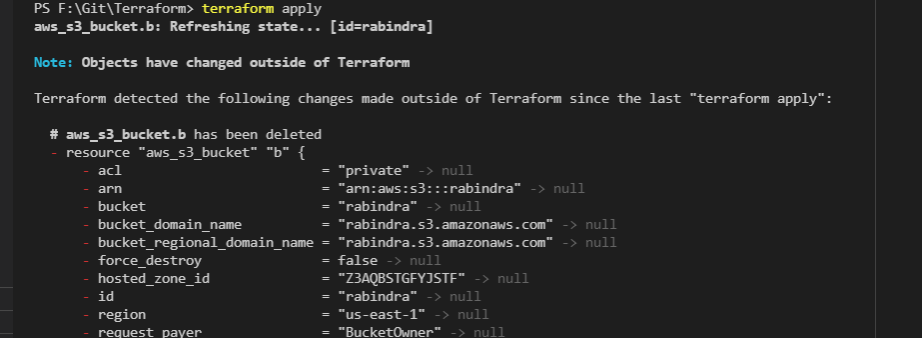 PS F:\Git\Terraform> terraform apply
aws_s3_bucket.b: Refreshing state... [id=rabindra]
Note: Objects have changed outside of Terraform
Terraform detected the following changes made outside of Terraform since the last "terraform apply":
# aws_s3_bucket.b has been deleted
- resource "aws_s3_bucket" "b" {
- acl = "private" -> null
- arn = "arn:aws:s3:::rabindra" -> null
- bucket = "rabindra" -> null
- bucket_domain_name = "rabindra.s3.amazonaws.com" -> null
- bucket_regional_domain_name = "rabindra.s3.amazonaws.com" -> null
- force_destroy = false -> null
- hosted_zone_id = "Z3AQBSTGFYJSTF" -> null
- id = "rabindra" -> null
- region = "us-east-1" -> null
- request_payer = "BucketOwner" -> null